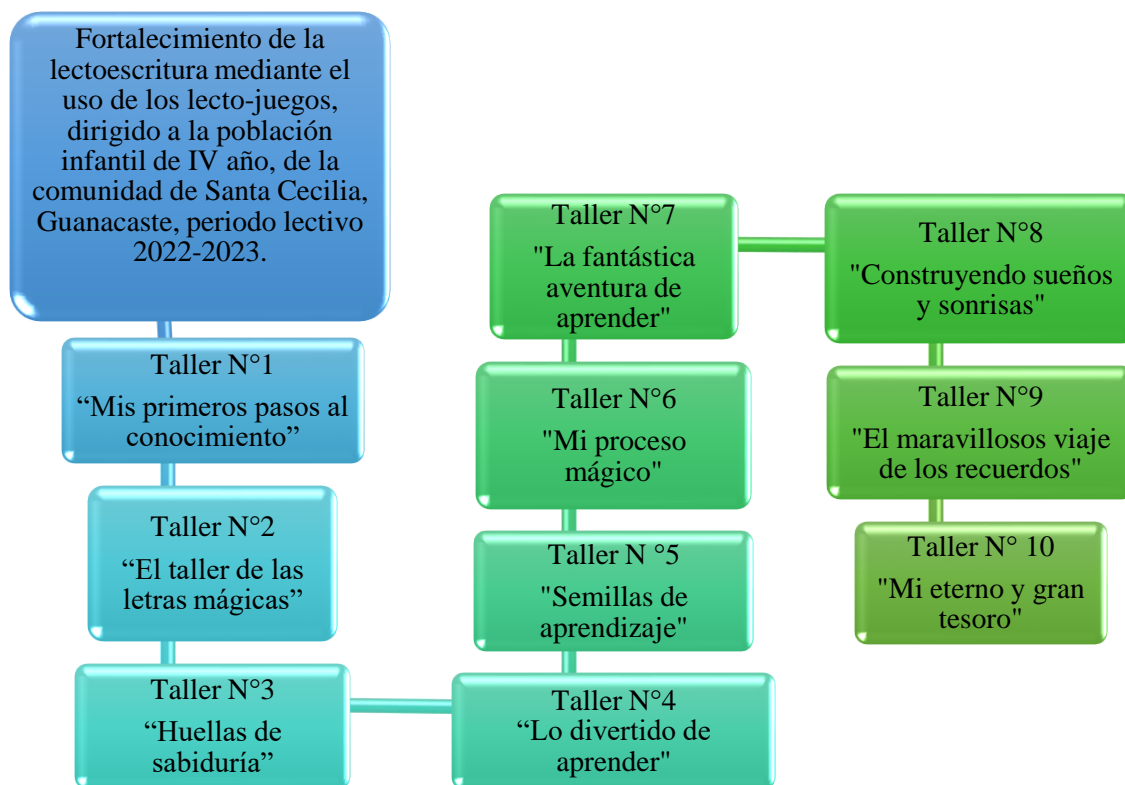 Fortalecimiento de la
lectoescritura mediante el
uso de los lecto-juegos,
dirigido a la población
infantil de IV año, de la
comunidad de Santa Cecilia,
Guanacaste, periodo lectivo
2022-2023.
Taller N°1
“Mis primeros pasos al
conocimiento”
Taller N°2
“El taller de las
letras mágicas”
Taller N°3
“Huellas de
sabiduría”
Taller N°4
“Lo divertido de
aprender"
Taller N °5
"Semillas de
aprendizaje"
Taller N°6
"Mi proceso
mágico"
Taller N°7
"La fantástica
aventura de
aprender"
Taller N°8
"Construyendo sueños
y sonrisas"
Taller N°9
"El maravillosos viaje
de los recuerdos"
Taller N° 10
"Mi eterno y gran
tesoro"